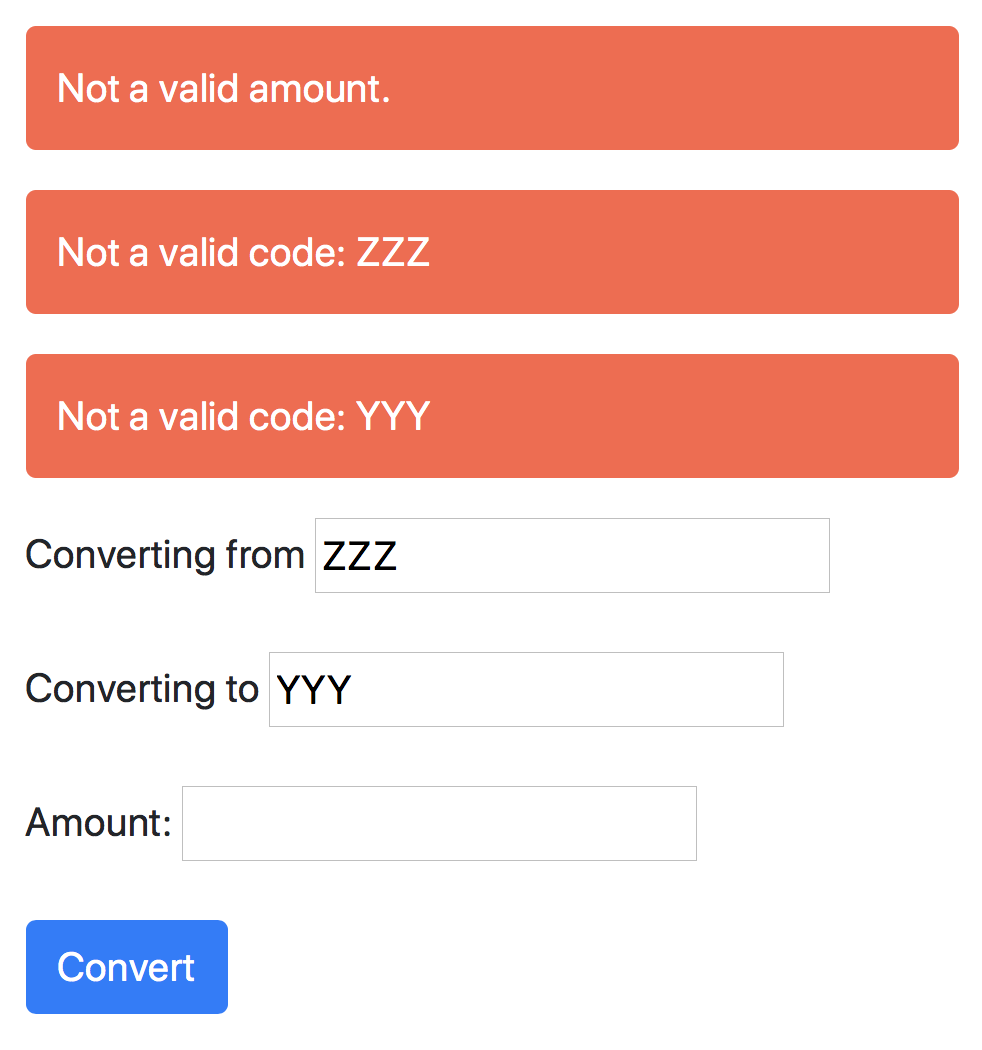 Not a valid amount.
Not a valid code: ZZZ
Not a valid code: YYY
Converting from ZZZ
Converting to YYY
Amount:
Convert